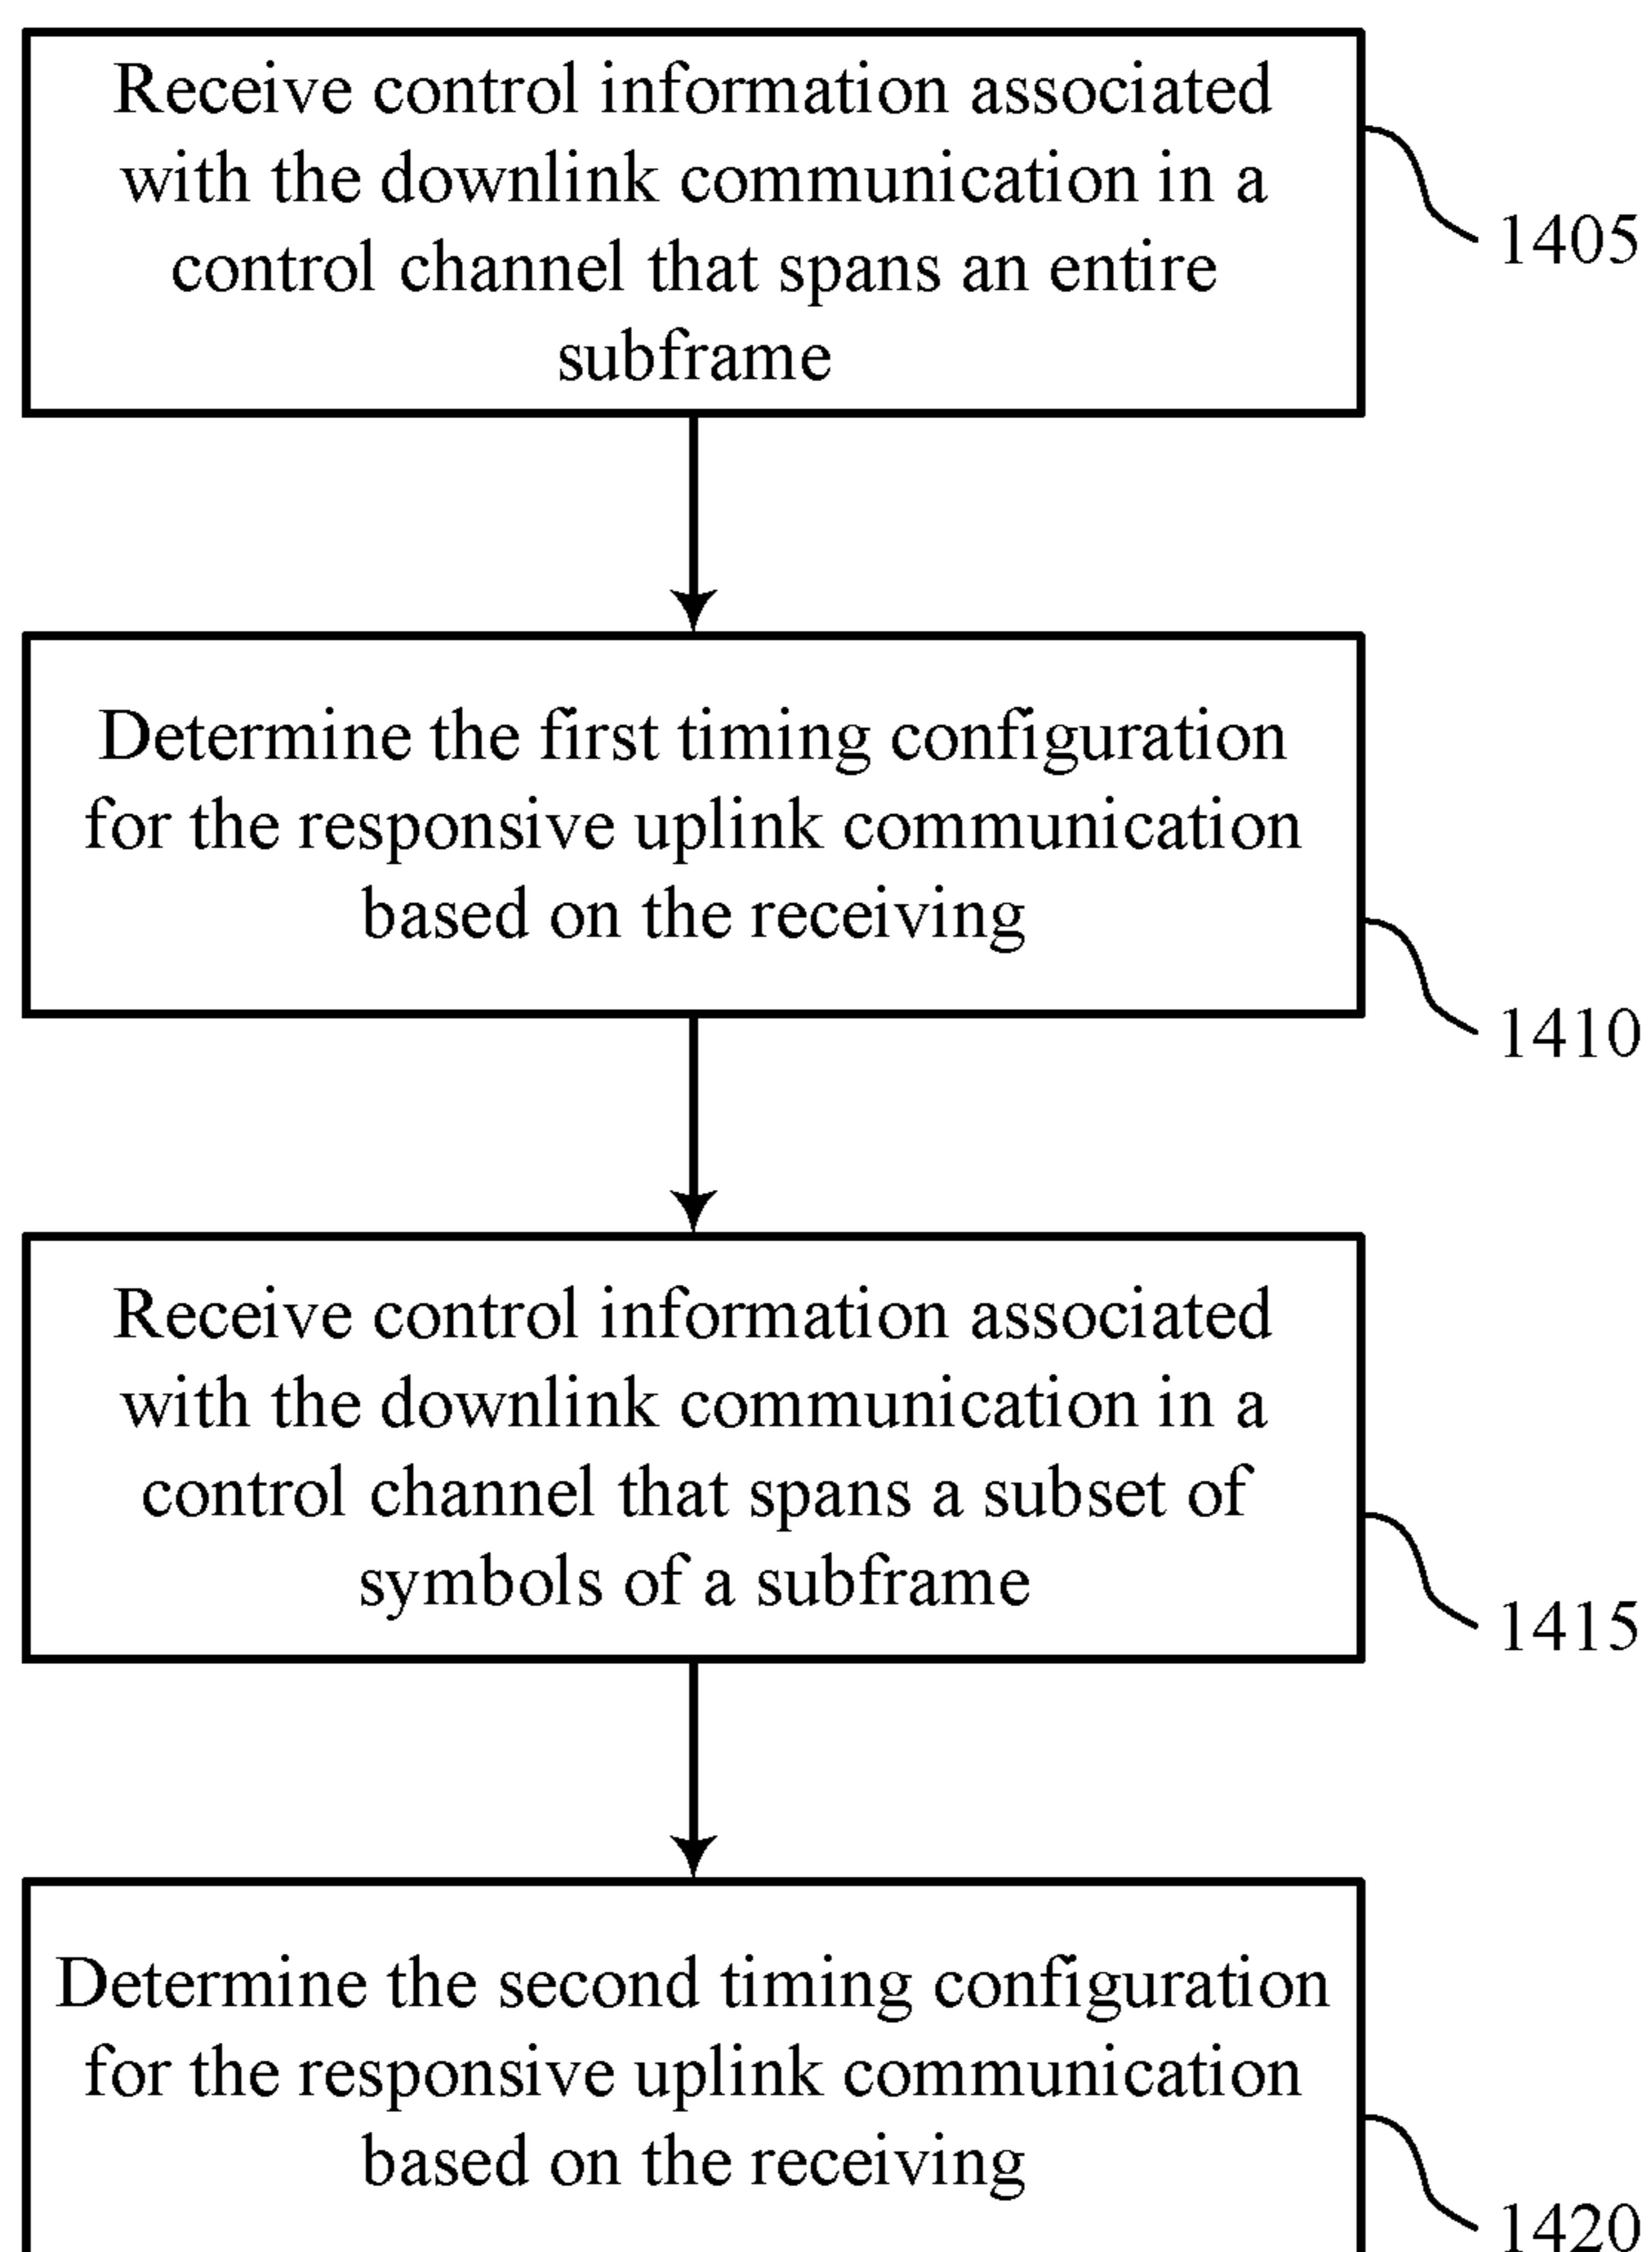 Receive control information associated
with the downlink communication in a
control channel that spans an entire
subframe
1405
Determine the first timing configuration
for the responsive uplink communication
based on the receiving
1410
Receive control information associated
with the downlink communication in a
control channel that spans a subset of
symbols of a subframe
1415
Determine the second timing configuration
for the responsive uplink communication
based on the receiving
1420